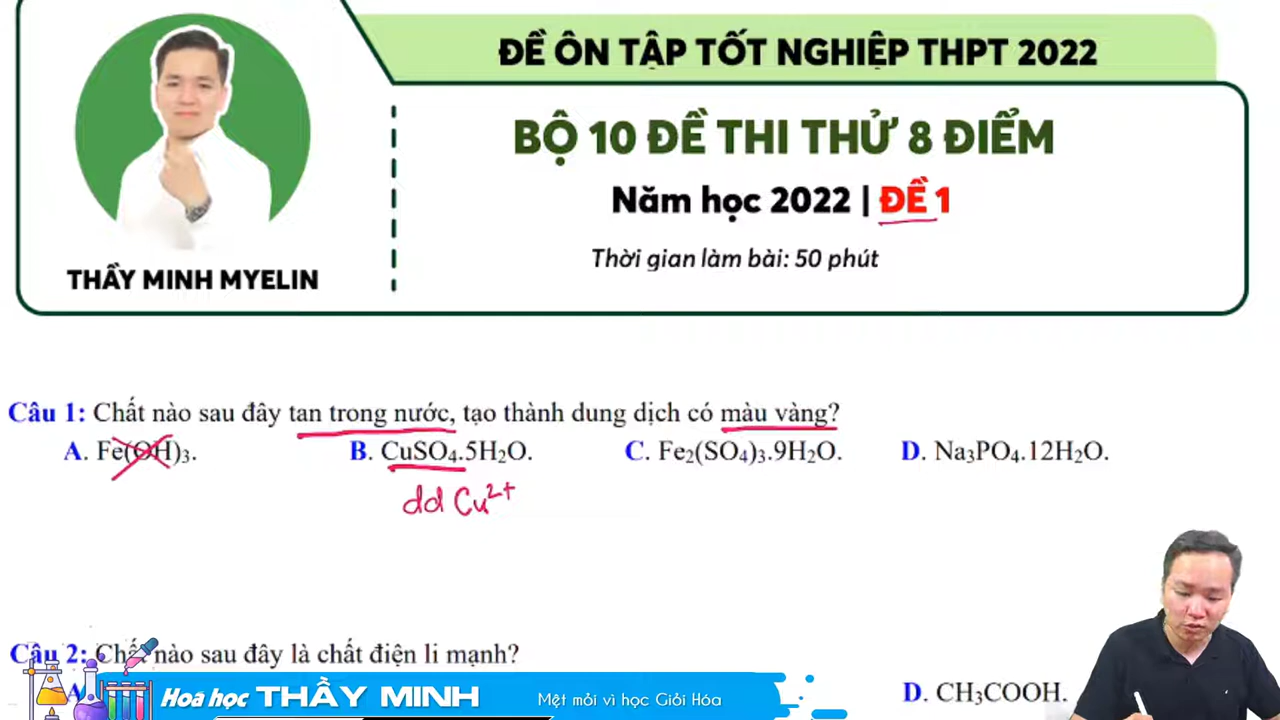 ĐỀ ÔN TẬP TỐT NGHIỆP THPT 2022
BỘ 10 ĐỀ THI THỬ 8 ĐIỂM
Năm học 2022 | ĐỀ 1
Thời gian làm bài: 50 phút
THẦY MINH MYELIN
Câu 1: Chất nào sau đây tan trong nước, tạo thành dung dịch có màu vàng?
A. Fe(OH)₃. B. CuSO₄.5H₂O. C. Fe₂(SO₄)₃.9H₂O. D. Na₃PO₄.12H₂O.
dd Cu²⁺
Câu 2: Chất nào sau đây là chất điện li mạnh?
D. CH₃COOH.
Hoá học THẦY MINH Mệt mỏi vì học Giỏi Hóa